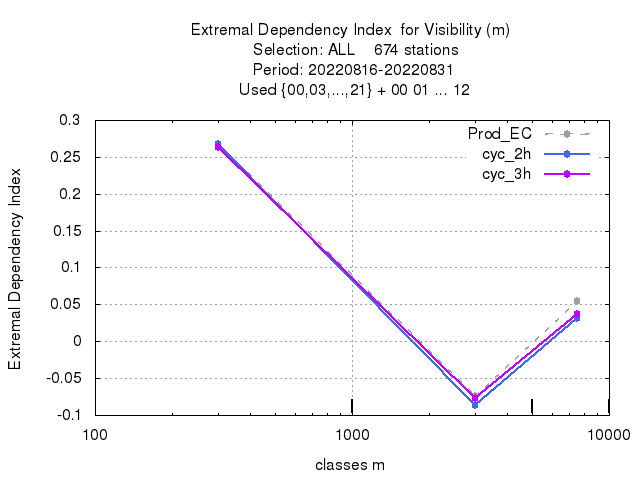 Extremal Dependency Index  for Visibility (m)
Selection: ALL    674 stations
Period: 20220816-20220831
Used {00,03,...,21} + 00 01 ... 12
Prod_EC
cyc_2h
cyc_3h
0.3
0.25
0.2
0.15
0.1
0.05
0
-0.05
-0.1
Extremal Dependency Index
100
1000
10000
classes m